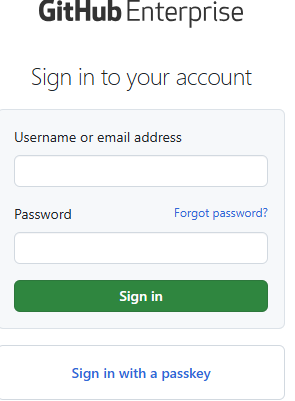 GitHub Enterprise
Sign in to your account
Username or email address
Password Forgot password?
Sign in
Sign in with a passkey